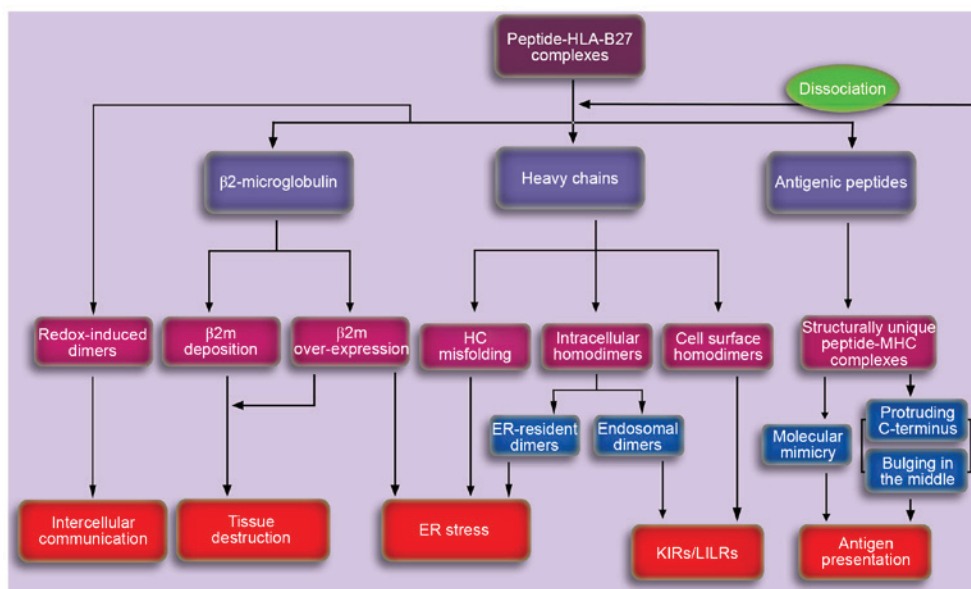 Peptide-HLA-B27
complexes
Dissociation
β2-microglobulin
Heavy chains
Antigenic peptides
Redox-induced
dimers
β2m
deposition
β2m
over-expression
HC
misfolding
Intracellular
homodimers
Cell surface
homodimers
Structurally unique
peptide-MHC
complexes
ER-resident
dimers
Endosomal
dimers
Molecular
mimicry
Protruding
C-terminus
Bulging in
the middle
Intercellular
communication
Tissue
destruction
ER stress
KIRs/LILRs
Antigen
presentation